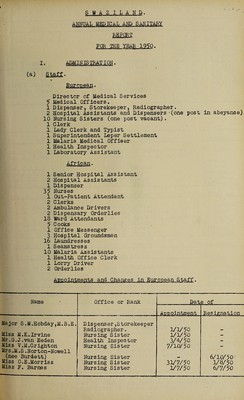 SWAZILAND.
ANNUAL MEDICAL AND SANITARY
REPORT
FOR THE YEAR 1950.
I. ADMINISTRATION.
(a) Staff.
European.
Director of Medical Services
5 Medical Officers.
1 Dispenser, Storekeeper, Radiographer.
2 Hospital Assistants and Dispensers (one post in abeyance)
10 Nursing Sisters (one post vacant).
1 Clerk
1 Lady Clerk and Typist
1 Superintendent Leper Settlement
1 Malaria Medical Officer
1 Health Inspector
1 Laboratory Assistant
African.
1 Senior Hospital Assistant
2 Hospital Assistants
1 Dispenser
35 Nurses
1 Out-Patient Attendant
2 Clerks
2 Ambulance Drivers
2 Dispensary Orderlies
18 Ward Attendants
5 Cooks
1 Office Messenger
3 Hospital Groundsmen
16 Laundresses
1 Seamstress
10 Malaria Assistants
1 Health Office Clerk
1 Lorry Driver
2 Orderlies
Appointments and Changes in European Staff.
Name Office or Rank Date of
Appointment Resignation
Major S.W.Hobday,M.B.E. Dispenser,Storekeeper
Radiographer. 1/1/50 -
Miss M.K.Irvine Nursing Sister 1/1/50 -
Mr.G.J.van Eeden Health Inspector 3/4/50 -
Miss V.M.Crighton Nursing Sister 7/10/50 -
Mrs.M.D.Norton-Howell
(nee Burdett) Nursing Sister - 6/10/50
Miss G.E.Morriss Nursing Sister 31/7/50 1/8/50
Miss F. Barnes Nursing Sister 1/7/50 6/7/50